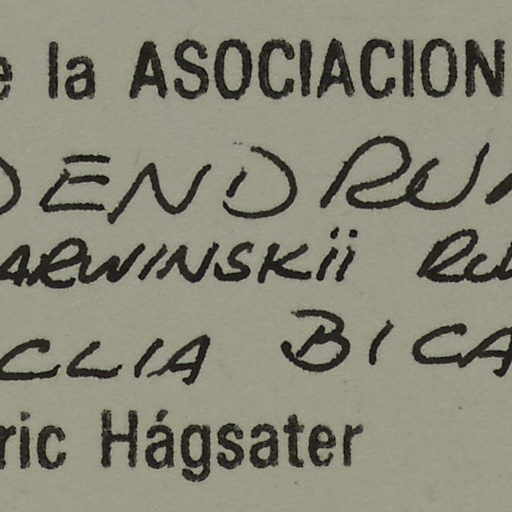 e la ASOCIACION
DENDRUM
ARWINSKII RU
CLIA BICA
ric Hágsater